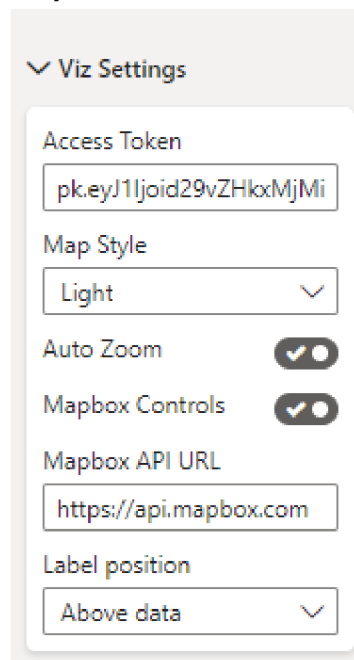 Viz Settings
Access Token
pk.eyJ1Ijoid29vZHkxMjMi
Map Style
Light
Auto Zoom
Mapbox Controls
Mapbox API URL
https://api.mapbox.com
Label position
Above data